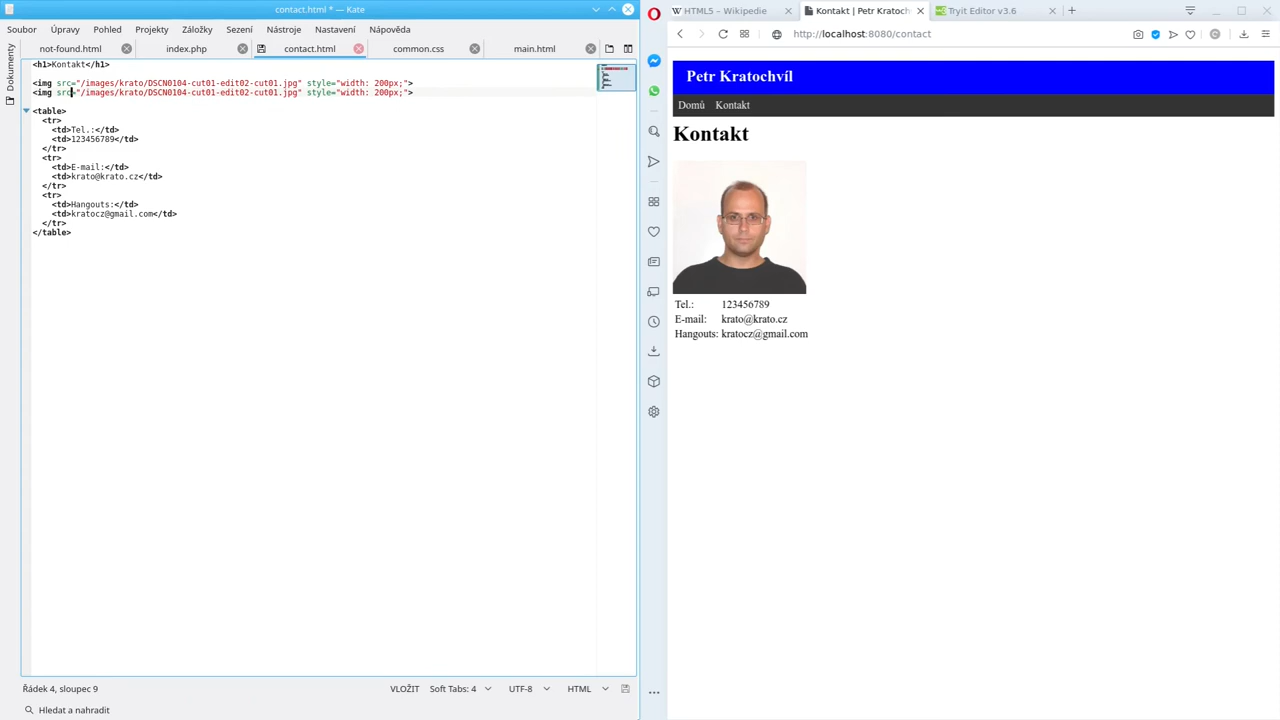 contact.html * — Kate
Soubor Úpravy Pohled Projekty Záložky Sezení Nástroje Nastavení Nápověda
not-found.html index.php contact.html common.css main.html
Dokumenty
<h1>Kontakt</h1>
<img src="/images/krato/DSCN0104-cut01-edit02-cut01.jpg" style="width: 200px;">
<img src="/images/krato/DSCN0104-cut01-edit02-cut01.jpg" style="width: 200px;">
<table>
<tr>
<td>Tel.:</td>
<td>123456789</td>
</tr>
<tr>
<td>E-mail:</td>
<td>krato@krato.cz</td>
</tr>
<tr>
<td>Hangouts:</td>
<td>kratocz@gmail.com</td>
</tr>
</table>
Řádek 4, sloupec 9 VLOŽIT Soft Tabs: 4 UTF-8 HTML
Hledat a nahradit
HTML5 – Wikipedie Kontakt | Petr Kratoch Tryit Editor v3.6
http://localhost:8080/contact
Petr Kratochvíl
Domů Kontakt
Kontakt
Tel.: 123456789
E-mail: krato@krato.cz
Hangouts: kratocz@gmail.com